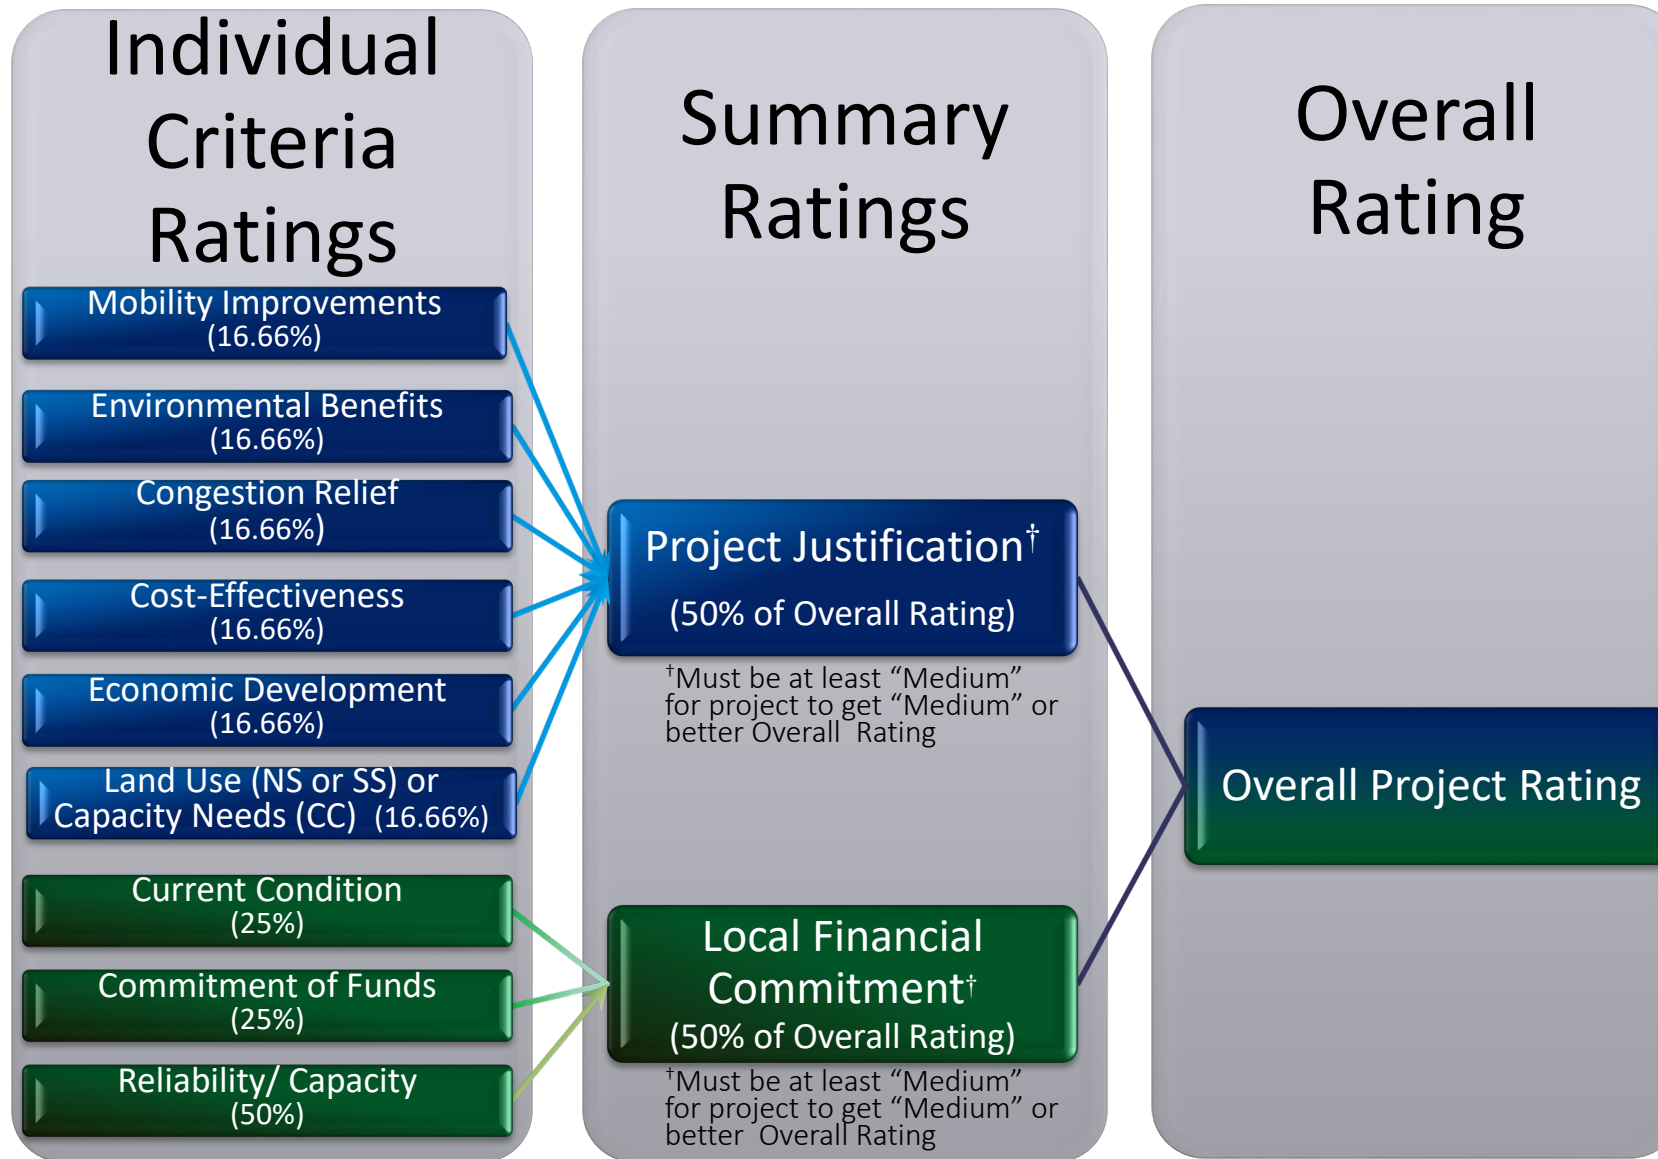 Individual
Criteria
Ratings
Mobility Improvements
(16.66%)
Environmental Benefits
(16.66%)
Congestion Relief
(16.66%)
Cost-Effectiveness
(16.66%)
Economic Development
(16.66%)
Land Use (NS or SS) or
Capacity Needs (CC) (16.66%)
Current Condition
(25%)
Commitment of Funds
(25%)
Reliability/ Capacity
(50%)
Summary
Ratings
Project Justification†
(50% of Overall Rating)
†Must be at least “Medium”
for project to get “Medium” or
better Overall Rating
Local Financial
Commitment†
(50% of Overall Rating)
†Must be at least “Medium”
for project to get “Medium” or
better Overall Rating
Overall
Rating
Overall Project Rating